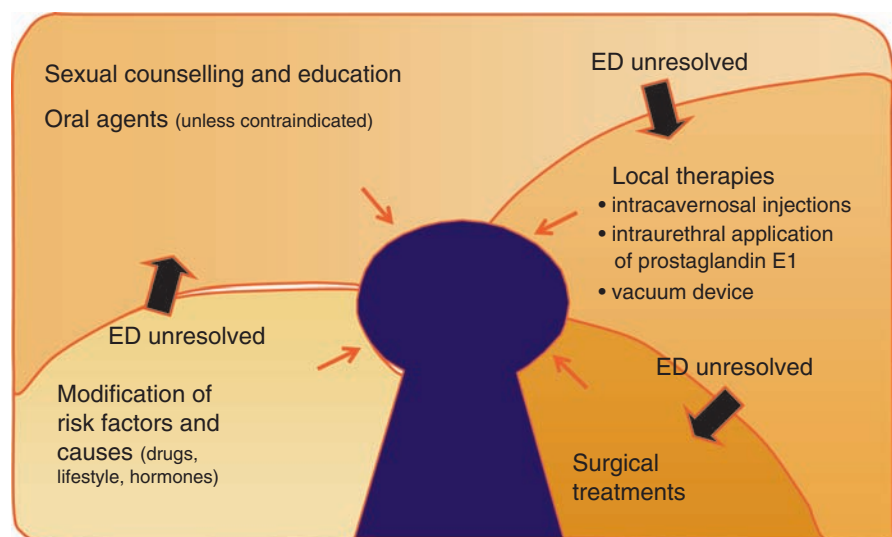 Sexual counselling and education
Oral agents (unless contraindicated)
ED unresolved
Local therapies
• intracavernosal injections
• intraurethral application
of prostaglandin E1
• vacuum device
ED unresolved
Modification of
risk factors and
causes (drugs,
lifestyle, hormones)
ED unresolved
Surgical
treatments